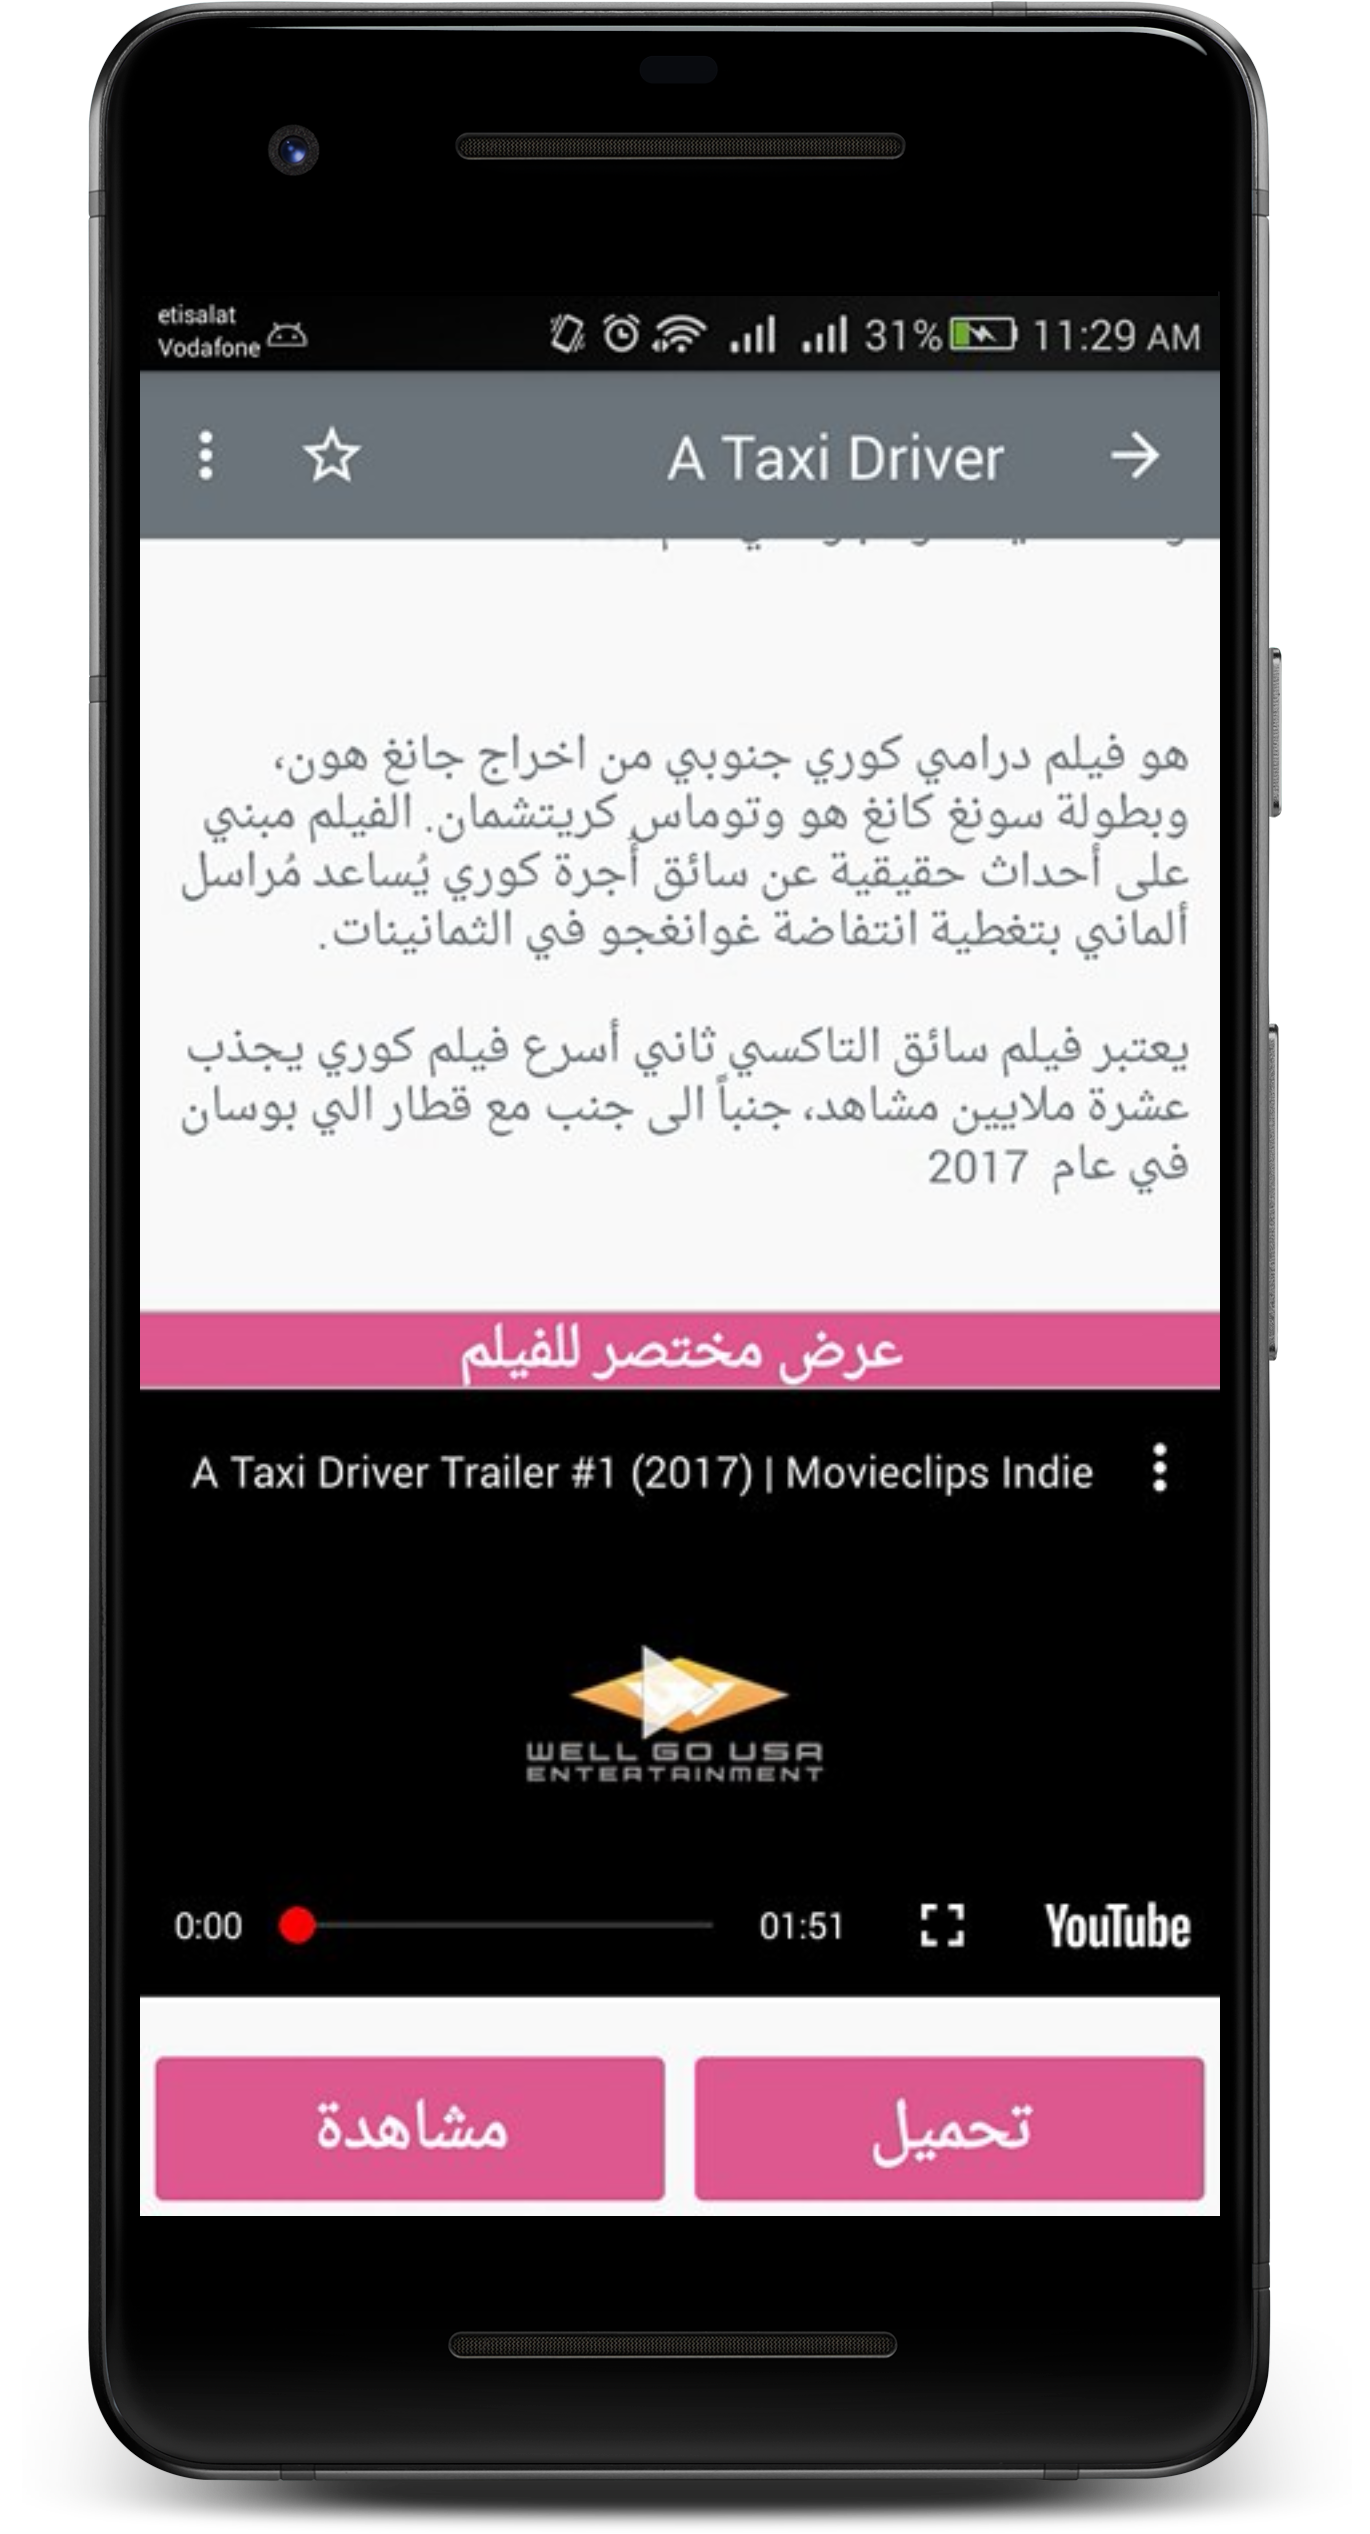 etisalat
Vodafone
31% 11:29 AM
A Taxi Driver
هو فيلم درامي كوري جنوبي من اخراج جانغ هون،
وبطولة سونغ كانغ هو وتوماس كريتشمان. الفيلم مبني
على أحداث حقيقية عن سائق أجرة كوري يُساعد مُراسل
ألماني بتغطية انتفاضة غوانغجو في الثمانينات.
يعتبر فيلم سائق التاكسي ثاني أسرع فيلم كوري يجذب
عشرة ملايين مشاهد، جنباً الى جنب مع قطار الي بوسان
في عام 2017
عرض مختصر للفيلم
A Taxi Driver Trailer #1 (2017) | Movieclips Indie
WELL GO USA
ENTERTAINMENT
0:00 01:51 YouTube
تحميل مشاهدة